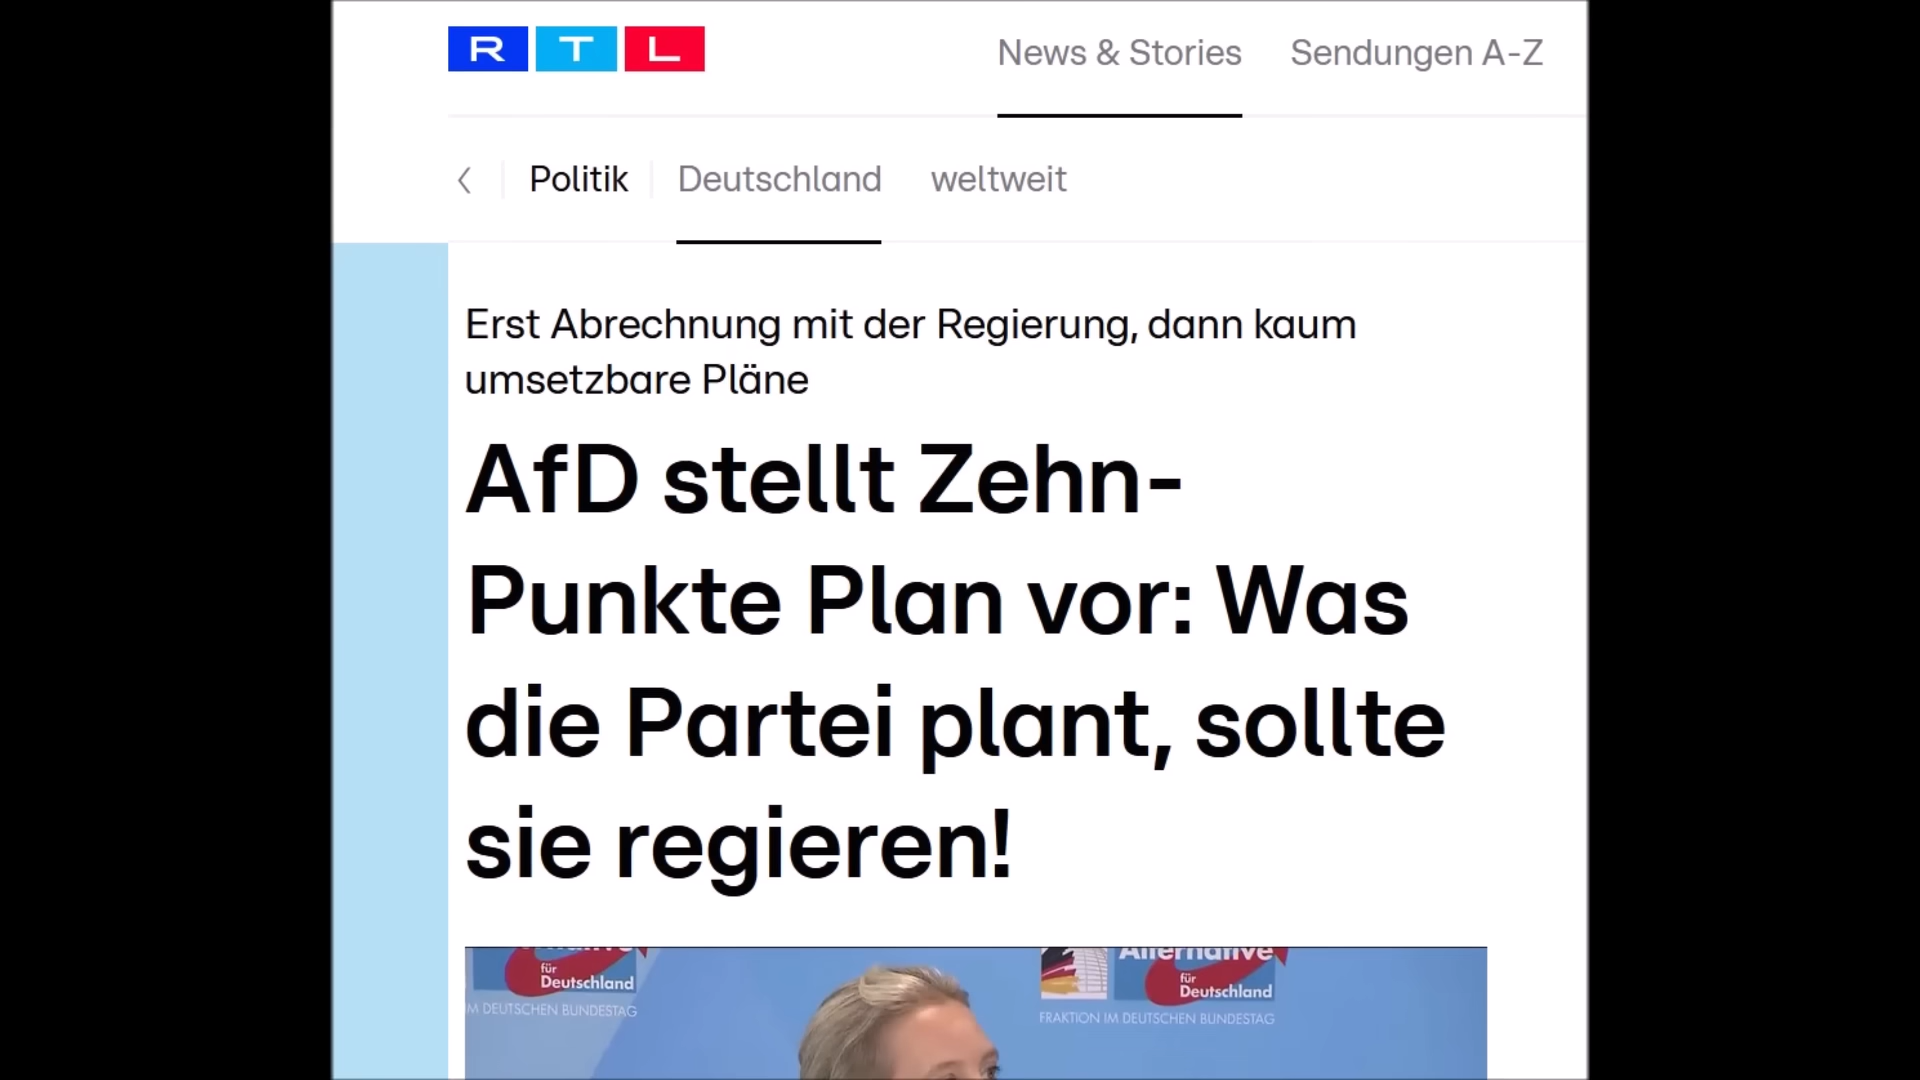 RTL
News & Stories Sendungen A-Z
Politik Deutschland weltweit
Erst Abrechnung mit der Regierung, dann kaum
umsetzbare Pläne
AfD stellt Zehn-
Punkte Plan vor: Was
die Partei plant, sollte
sie regieren!
für
Deutschland
IM DEUTSCHEN BUNDESTAG
Alternative
für
Deutschland
FRAKTION IM DEUTSCHEN BUNDESTAG